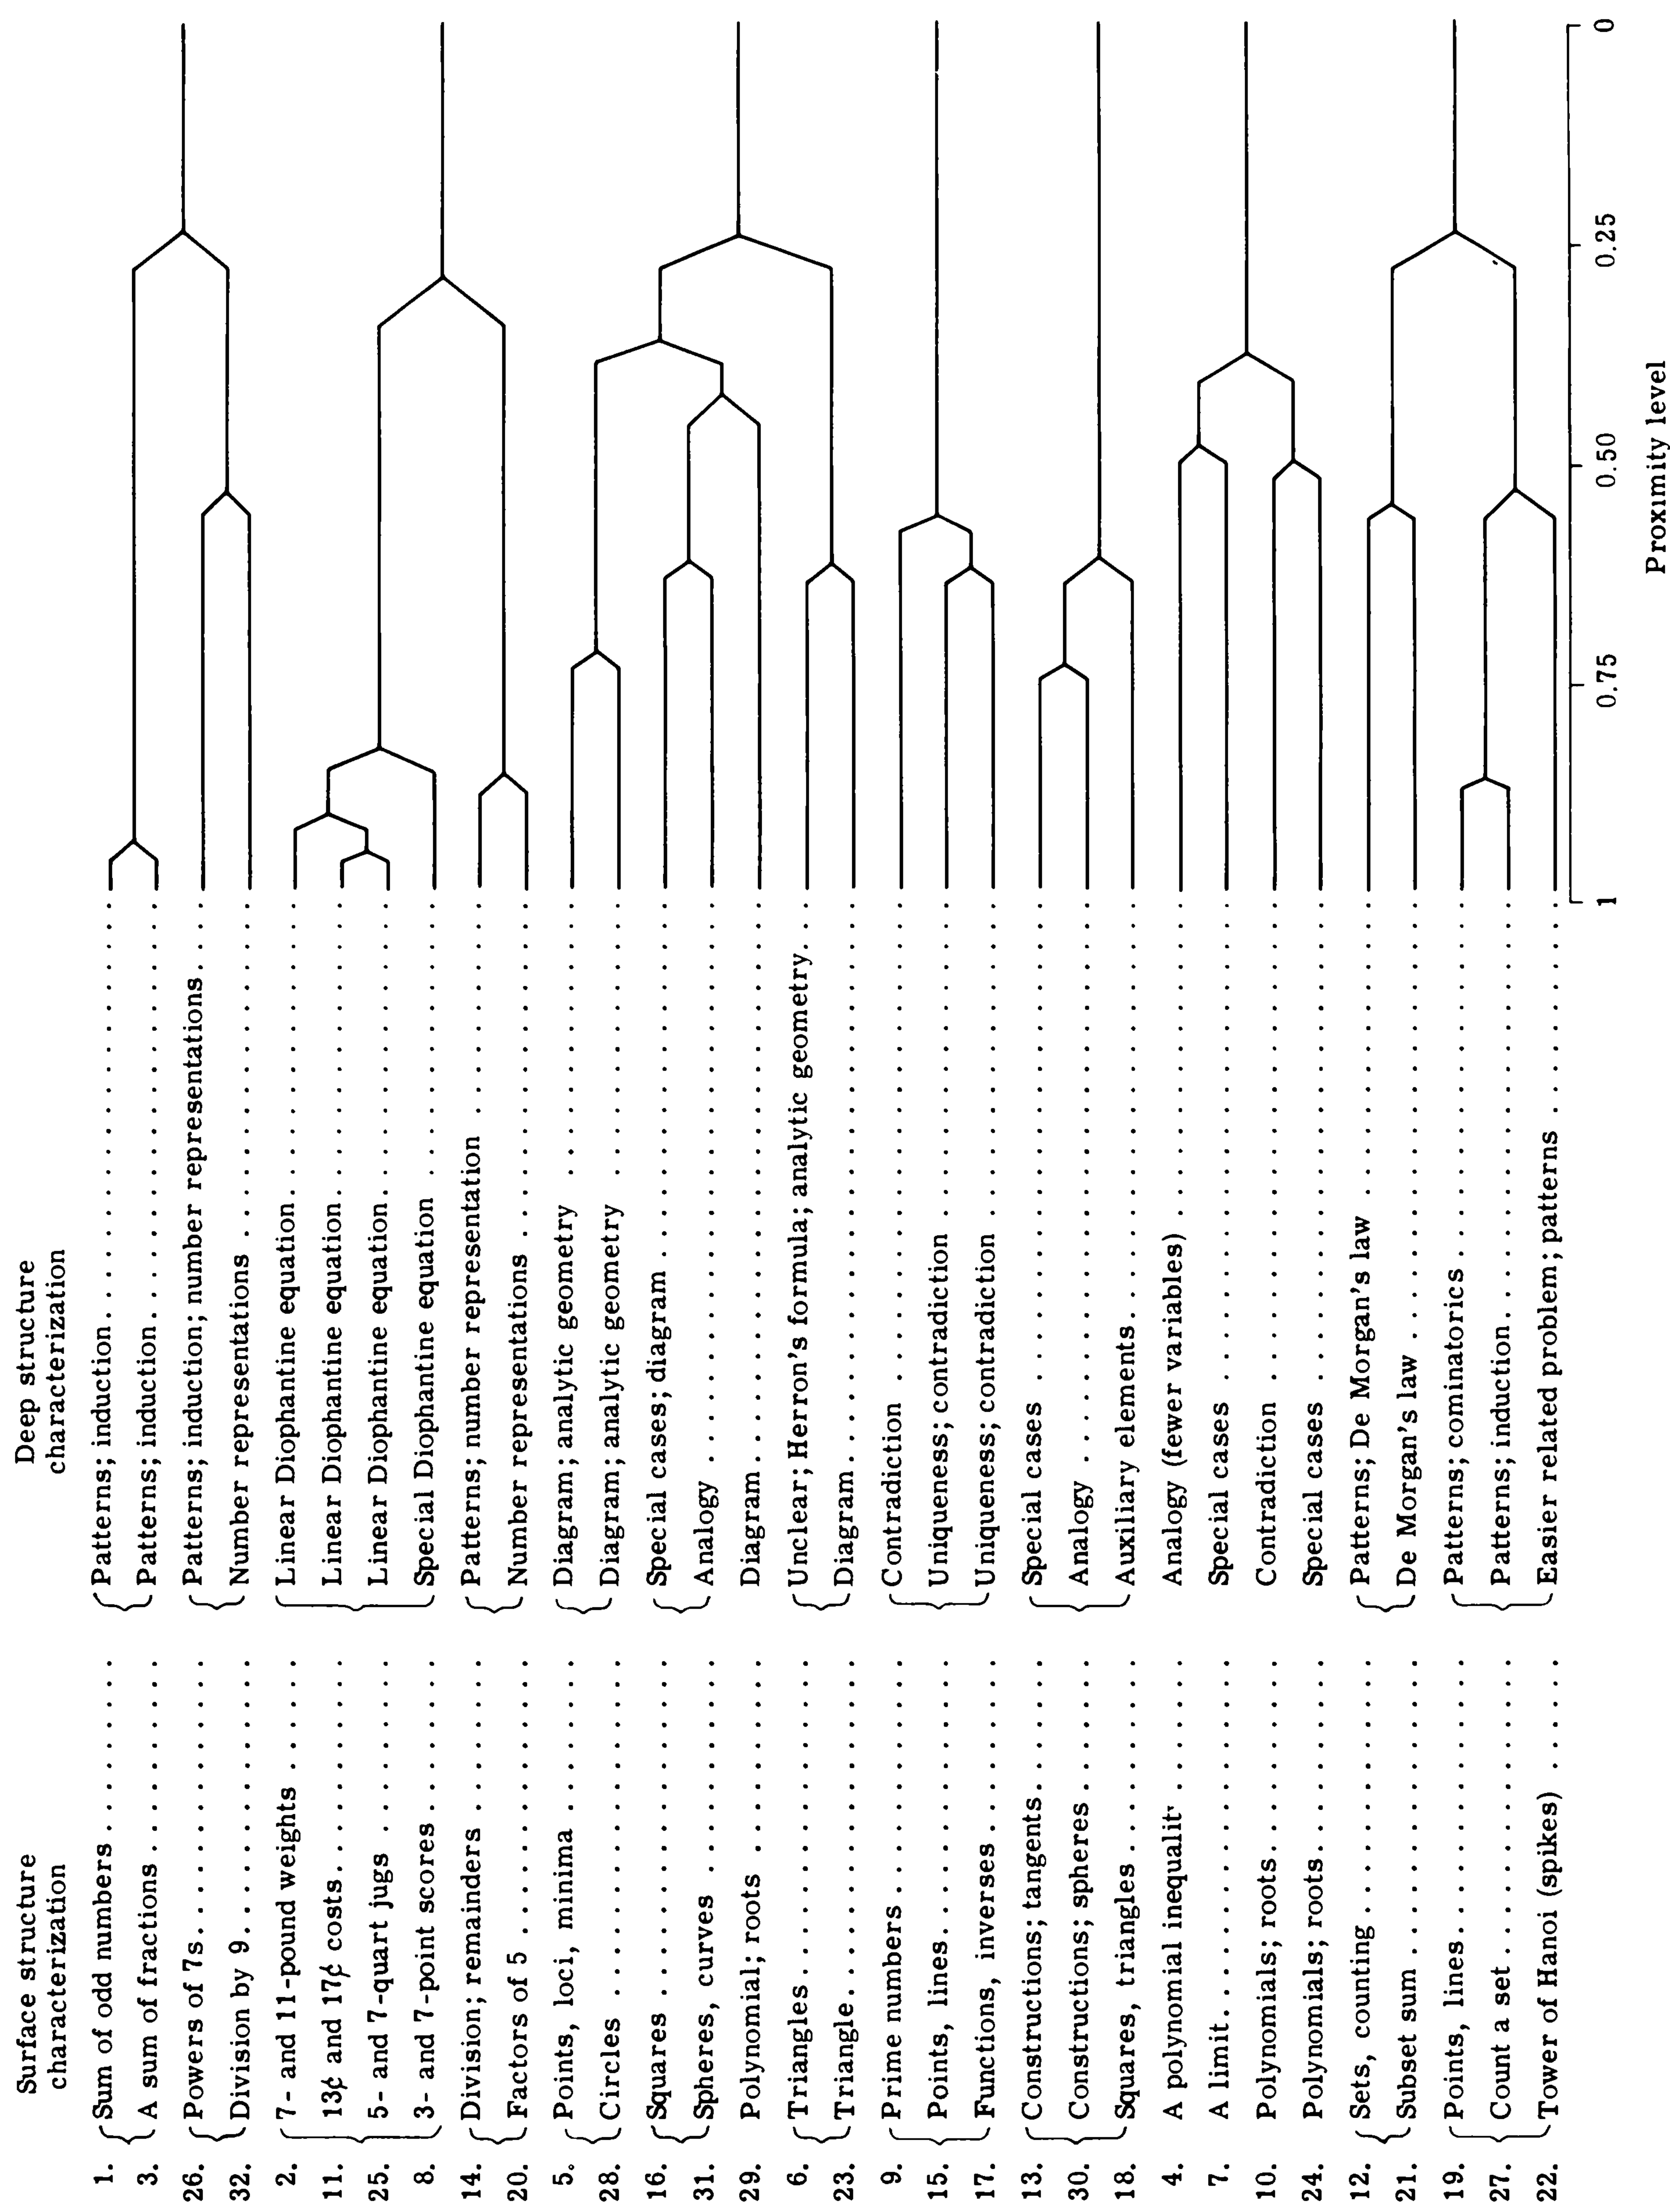 Surface structure
characterization
Deep structure
characterization
1. Sum of odd numbers Patterns; induction
3. A sum of fractions Patterns; induction
26. Powers of 7s Patterns; induction; number representations
32. Division by 9 Number representations
2. 7- and 11-pound weights Linear Diophantine equation
11. 13¢ and 17¢ costs Linear Diophantine equation
25. 5- and 7-quart jugs Linear Diophantine equation
8. 3- and 7-point scores Special Diophantine equation
14. Division; remainders Patterns; number representation
20. Factors of 5 Number representations
5. Points, loci, minima Diagram; analytic geometry
28. Circles Diagram; analytic geometry
16. Squares Special cases; diagram
31. Spheres, curves Analogy
29. Polynomial; roots Diagram
6. Triangles Unclear; Herron's formula; analytic geometry
23. Triangle Diagram
9. Prime numbers Contradiction
15. Points, lines Uniqueness; contradiction
17. Functions, inverses Uniqueness; contradiction
13. Constructions; tangents Special cases
30. Constructions; spheres Analogy
18. Squares, triangles Auxiliary elements
4. A polynomial inequalit Analogy (fewer variables)
7. A limit Special cases
10. Polynomials; roots Contradiction
24. Polynomials; roots Special cases
12. Sets, counting Patterns; De Morgan's law
21. Subset sum De Morgan's law
19. Points, lines Patterns; cominatorics
27. Count a set Patterns; induction
22. Tower of Hanoi (spikes) Easier related problem; patterns
1 0.75 0.50 0.25 0
Proximity level